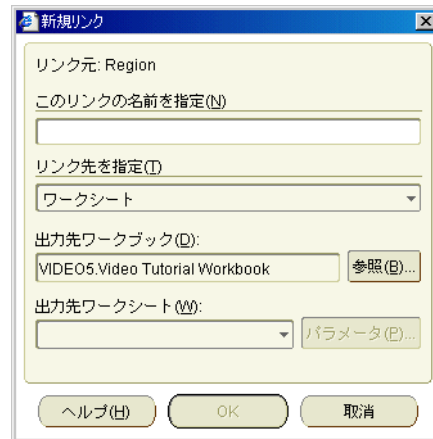 新規リンク
リンク元: Region
このリンクの名前を指定(N)
リンク先を指定(T)
ワークシート
出力先ワークブック(D):
VIDEO5.Video Tutorial Workbook 参照(B)...
出力先ワークシート(W):
パラメータ(P)...
ヘルプ(H) OK 取消